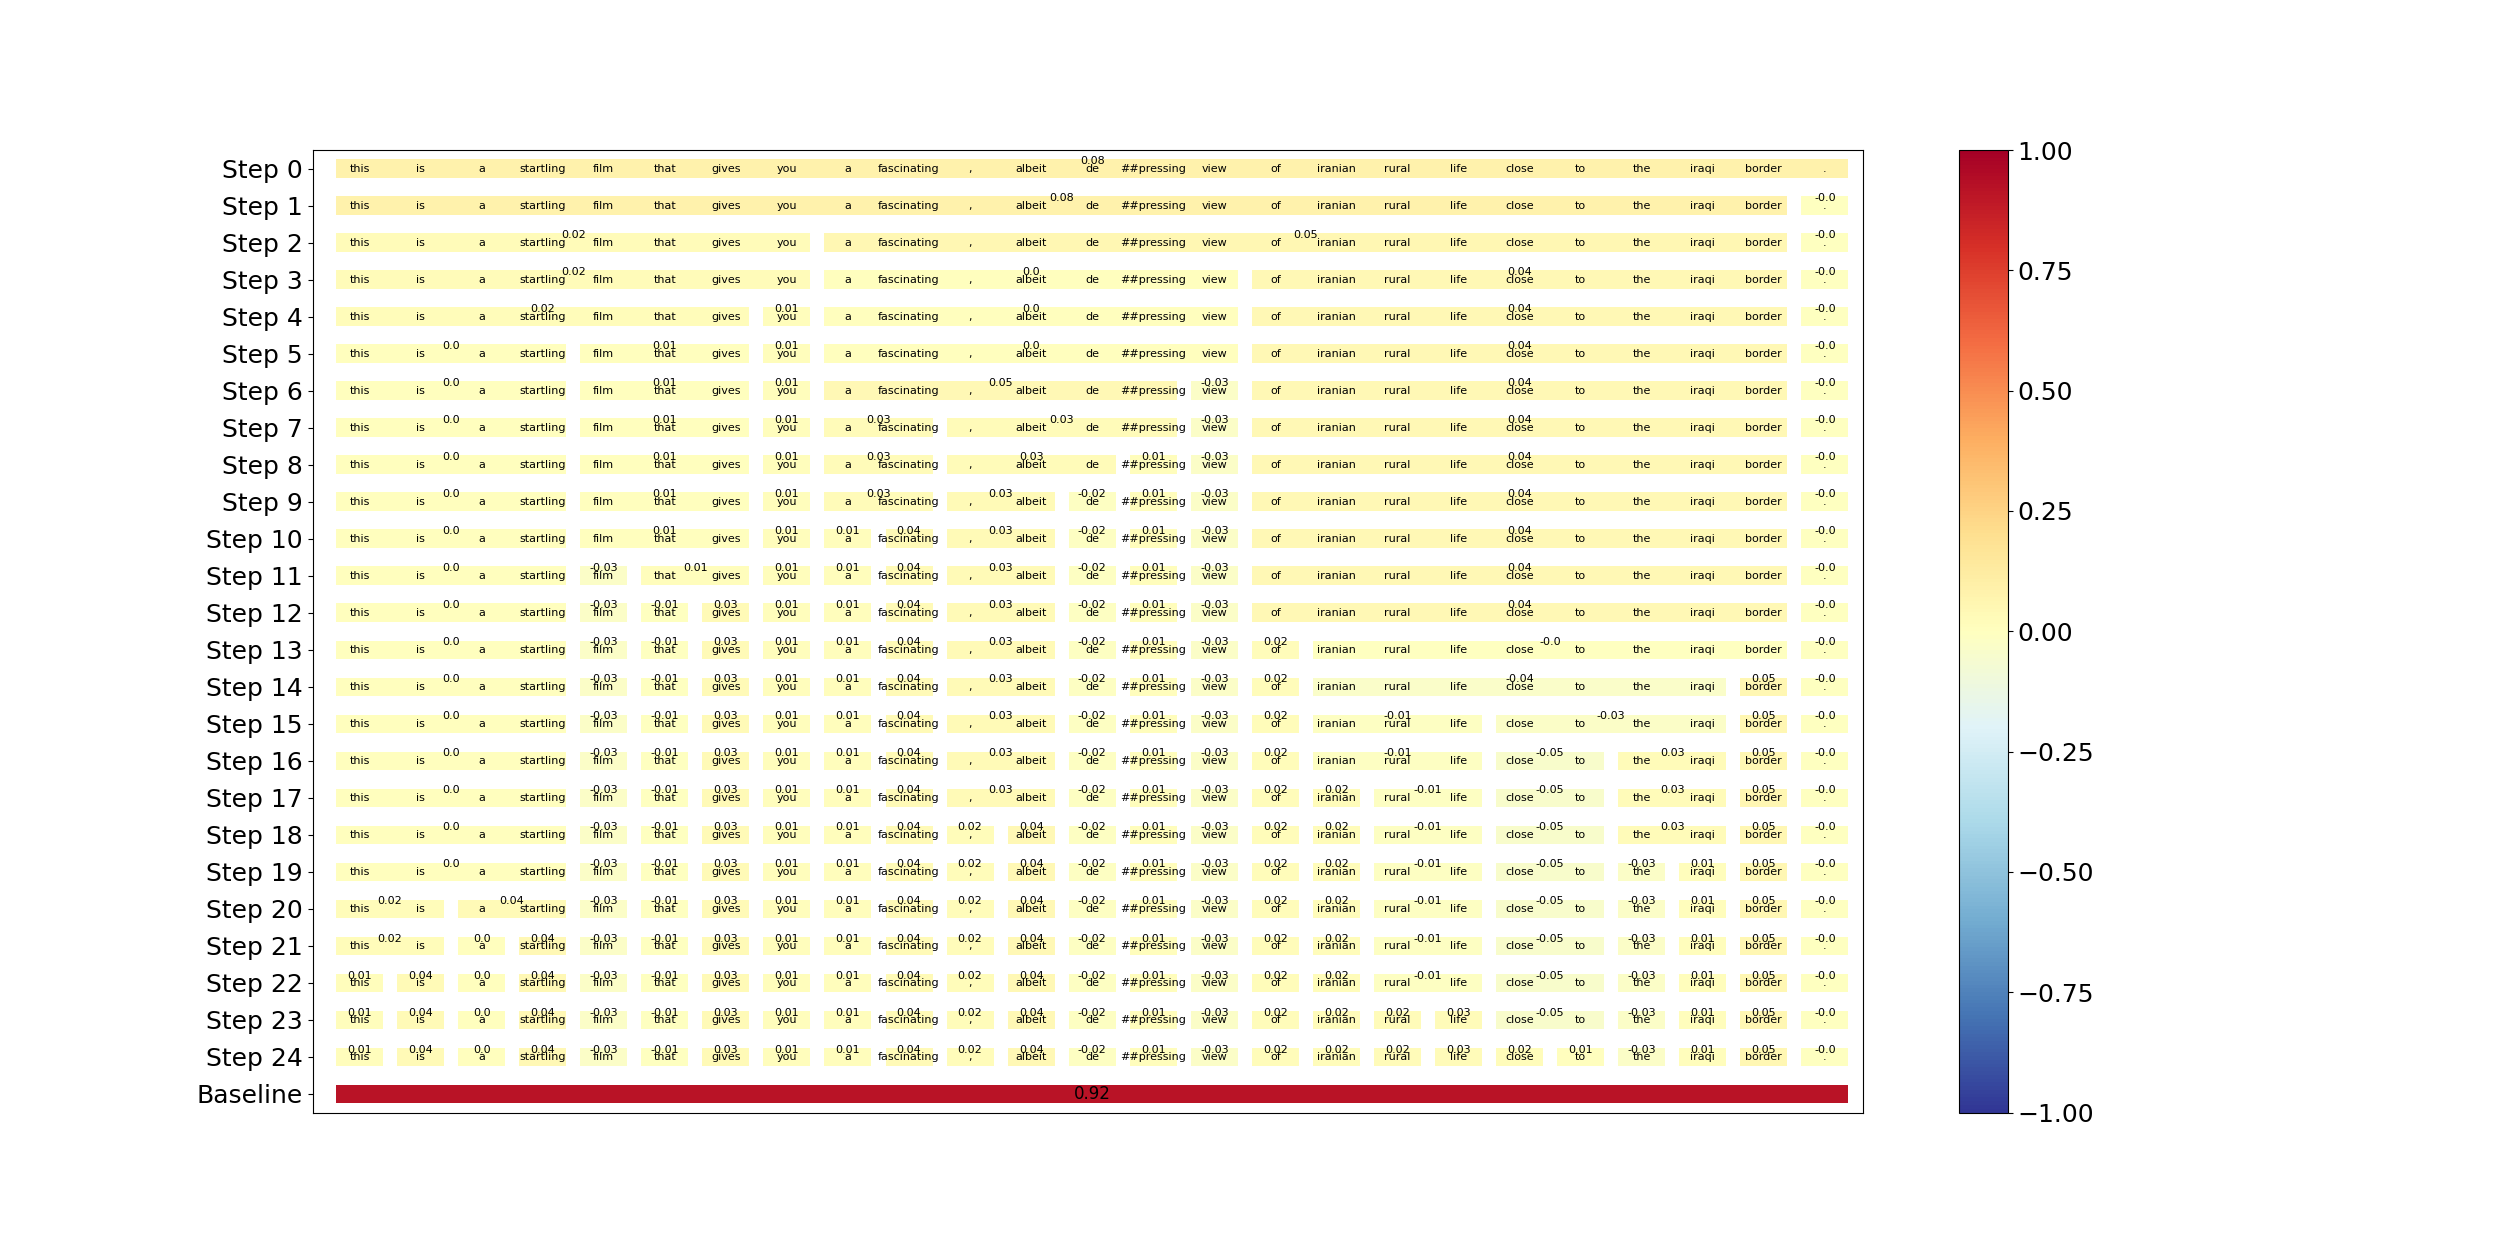 0.08
Step 0 this is a startling film that gives you a fascinating , albeit de ##pressing view of iranian rural life close to the iraqi border .
0.08 -0.0
Step 1 this is a startling film that gives you a fascinating , albeit de ##pressing view of iranian rural life close to the iraqi border .
0.02 0.05 -0.0
Step 2 this is a startling film that gives you a fascinating , albeit de ##pressing view of iranian rural life close to the iraqi border .
0.02 0.0 0.04 -0.0
Step 3 this is a startling film that gives you a fascinating , albeit de ##pressing view of iranian rural life close to the iraqi border .
0.02 0.01 0.0 0.04 -0.0
Step 4 this is a startling film that gives you a fascinating , albeit de ##pressing view of iranian rural life close to the iraqi border .
0.0 0.01 0.01 0.0 0.04 -0.0
Step 5 this is a startling film that gives you a fascinating , albeit de ##pressing view of iranian rural life close to the iraqi border .
0.0 0.01 0.01 0.05 -0.03 0.04 -0.0
Step 6 this is a startling film that gives you a fascinating , albeit de ##pressing view of iranian rural life close to the iraqi border .
0.0 0.01 0.01 0.03 0.03 -0.03 0.04 -0.0
Step 7 this is a startling film that gives you a fascinating , albeit de ##pressing view of iranian rural life close to the iraqi border .
0.0 0.01 0.01 0.03 0.03 0.01 -0.03 0.04 -0.0
Step 8 this is a startling film that gives you a fascinating , albeit de ##pressing view of iranian rural life close to the iraqi border .
0.0 0.01 0.01 0.03 0.03 -0.02 0.01 -0.03 0.04 -0.0
Step 9 this is a startling film that gives you a fascinating , albeit de ##pressing view of iranian rural life close to the iraqi border .
0.0 0.01 0.01 0.01 0.04 0.03 -0.02 0.01 -0.03 0.04 -0.0
Step 10 this is a startling film that gives you a fascinating , albeit de ##pressing view of iranian rural life close to the iraqi border .
0.0 -0.03 0.01 0.01 0.01 0.04 0.03 -0.02 0.01 -0.03 0.04 -0.0
Step 11 this is a startling film that gives you a fascinating , albeit de ##pressing view of iranian rural life close to the iraqi border .
0.0 -0.03 -0.01 0.03 0.01 0.01 0.04 0.03 -0.02 0.01 -0.03 0.04 -0.0
Step 12 this is a startling film that gives you a fascinating , albeit de ##pressing view of iranian rural life close to the iraqi border .
0.0 -0.03 -0.01 0.03 0.01 0.01 0.04 0.03 -0.02 0.01 -0.03 0.02 -0.0 -0.0
Step 13 this is a startling film that gives you a fascinating , albeit de ##pressing view of iranian rural life close to the iraqi border .
0.0 -0.03 -0.01 0.03 0.01 0.01 0.04 0.03 -0.02 0.01 -0.03 0.02 -0.04 0.05 -0.0
Step 14 this is a startling film that gives you a fascinating , albeit de ##pressing view of iranian rural life close to the iraqi border .
0.0 -0.03 -0.01 0.03 0.01 0.01 0.04 0.03 -0.02 0.01 -0.03 0.02 -0.01 -0.03 0.05 -0.0
Step 15 this is a startling film that gives you a fascinating , albeit de ##pressing view of iranian rural life close to the iraqi border .
0.0 -0.03 -0.01 0.03 0.01 0.01 0.04 0.03 -0.02 0.01 -0.03 0.02 -0.01 -0.05 0.03 0.05 -0.0
Step 16 this is a startling film that gives you a fascinating , albeit de ##pressing view of iranian rural life close to the iraqi border .
0.0 -0.03 -0.01 0.03 0.01 0.01 0.04 0.03 -0.02 0.01 -0.03 0.02 0.02 -0.01 -0.05 0.03 0.05 -0.0
Step 17 this is a startling film that gives you a fascinating , albeit de ##pressing view of iranian rural life close to the iraqi border .
0.0 -0.03 -0.01 0.03 0.01 0.01 0.04 0.02 0.04 -0.02 0.01 -0.03 0.02 0.02 -0.01 -0.05 0.03 0.05 -0.0
Step 18 this is a startling film that gives you a fascinating , albeit de ##pressing view of iranian rural life close to the iraqi border .
0.0 -0.03 -0.01 0.03 0.01 0.01 0.04 0.02 0.04 -0.02 0.01 -0.03 0.02 0.02 -0.01 -0.05 -0.03 0.01 0.05 -0.0
Step 19 this is a startling film that gives you a fascinating , albeit de ##pressing view of iranian rural life close to the iraqi border .
0.02 0.04 -0.03 -0.01 0.03 0.01 0.01 0.04 0.02 0.04 -0.02 0.01 -0.03 0.02 0.02 -0.01 -0.05 -0.03 0.01 0.05 -0.0
Step 20 this is a startling film that gives you a fascinating , albeit de ##pressing view of iranian rural life close to the iraqi border .
0.02 0.0 0.04 -0.03 -0.01 0.03 0.01 0.01 0.04 0.02 0.04 -0.02 0.01 -0.03 0.02 0.02 -0.01 -0.05 -0.03 0.01 0.05 -0.0
Step 21 this is a startling film that gives you a fascinating , albeit de ##pressing view of iranian rural life close to the iraqi border .
0.01 0.04 0.0 0.04 -0.03 -0.01 0.03 0.01 0.01 0.04 0.02 0.04 -0.02 0.01 -0.03 0.02 0.02 -0.01 -0.05 -0.03 0.01 0.05 -0.0
Step 22 this is a startling film that gives you a fascinating , albeit de ##pressing view of iranian rural life close to the iraqi border .
0.01 0.04 0.0 0.04 -0.03 -0.01 0.03 0.01 0.01 0.04 0.02 0.04 -0.02 0.01 -0.03 0.02 0.02 0.02 0.03 -0.05 -0.03 0.01 0.05 -0.0
Step 23 this is a startling film that gives you a fascinating , albeit de ##pressing view of iranian rural life close to the iraqi border .
0.01 0.04 0.0 0.04 -0.03 -0.01 0.03 0.01 0.01 0.04 0.02 0.04 -0.02 0.01 -0.03 0.02 0.02 0.02 0.03 0.02 0.01 -0.03 0.01 0.05 -0.0
Step 24 this is a startling film that gives you a fascinating , albeit de ##pressing view of iranian rural life close to the iraqi border .
Baseline 0.92
1.00
0.75
0.50
0.25
0.00
−0.25
−0.50
−0.75
−1.00